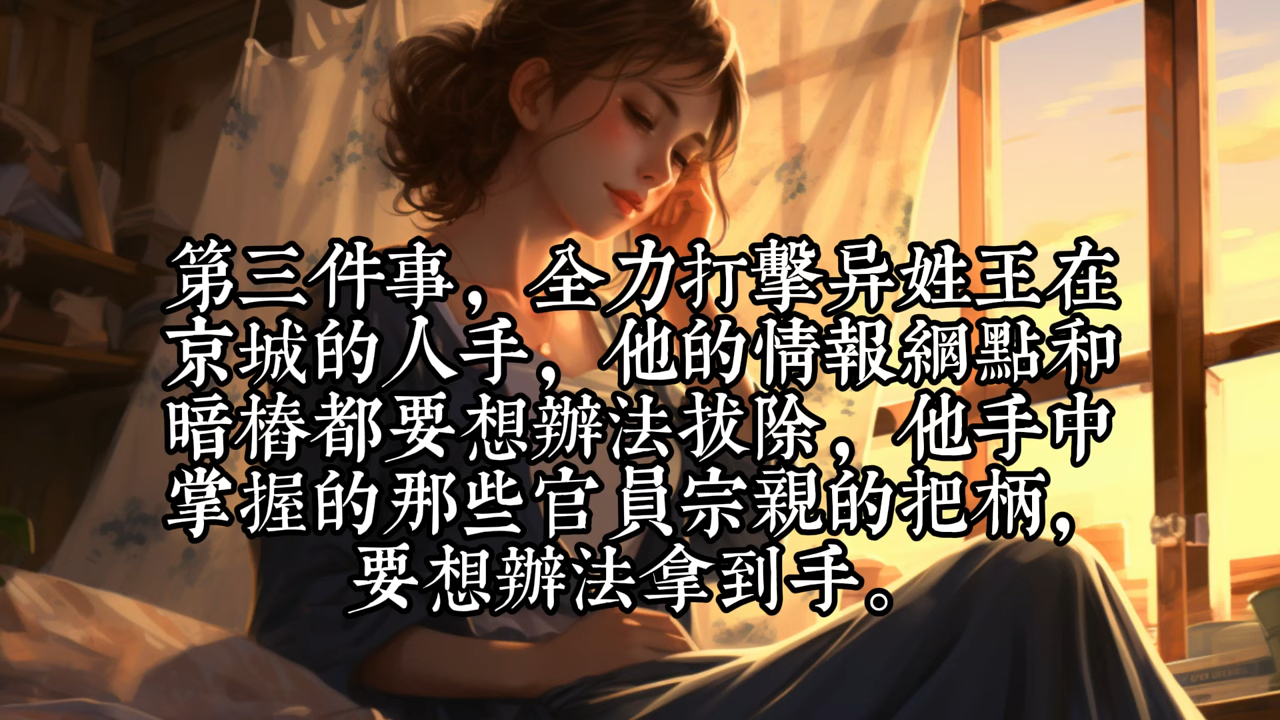 第三件事，全力打擊异姓王在
京城的人手，他的情報網點和
暗樁都要想辦法拔除，他手中
掌握的那些官員宗親的把柄，
要想辦法拿到手。